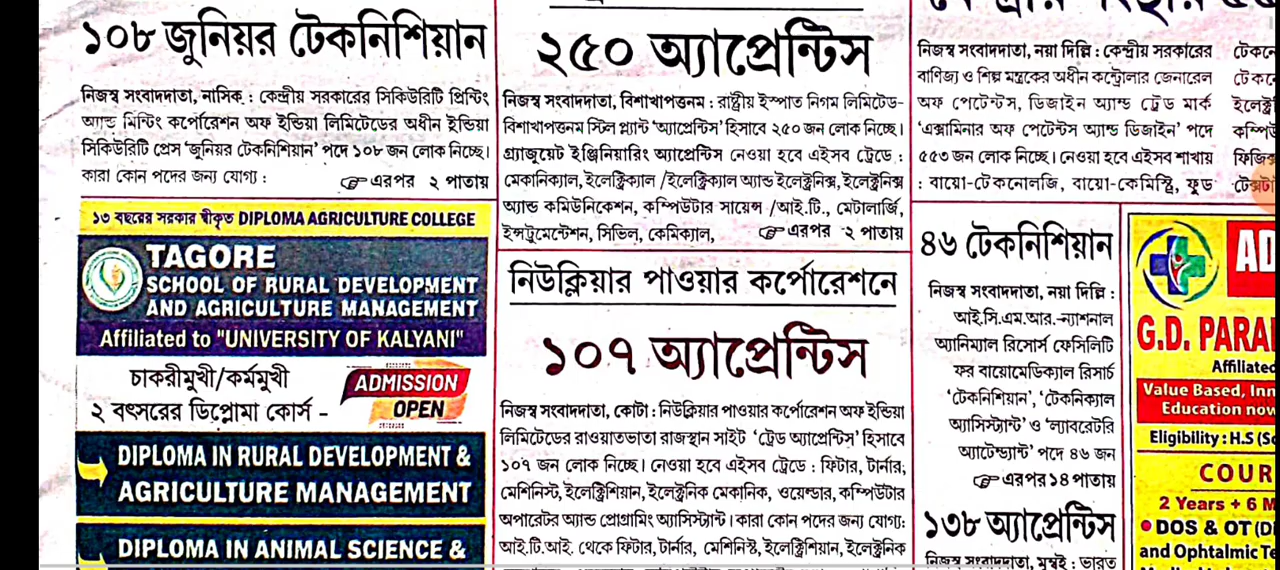 ১০৮ জুনিয়র টেকনিশিয়ান
নিজস্ব সংবাদদাতা, নাসিক : কেন্দ্রীয় সরকারের সিকিউরিটি প্রিন্টিং
অ্যান্ড মিন্টিং কর্পোরেশন অফ ইন্ডিয়া লিমিটেডের অধীন ইন্ডিয়া
সিকিউরিটি প্রেস 'জুনিয়র টেকনিশিয়ান' পদে ১০৮ জন লোক নিচ্ছে।
কারা কোন পদের জন্য যোগ্য : ☞ এরপর ২ পাতায়
১৩ বছরের সরকার স্বীকৃত DIPLOMA AGRICULTURE COLLEGE
TAGORE
SCHOOL OF RURAL DEVELOPMENT
AND AGRICULTURE MANAGEMENT
Affiliated to "UNIVERSITY OF KALYANI"
চাকরীমুখী/কর্মমুখী
২ বৎসরের ডিপ্লোমা কোর্স -
ADMISSION
OPEN
DIPLOMA IN RURAL DEVELOPMENT &
AGRICULTURE MANAGEMENT
DIPLOMA IN ANIMAL SCIENCE &
২৫০ অ্যাপ্রেন্টিস
নিজস্ব সংবাদদাতা, বিশাখাপত্তনম : রাষ্ট্রীয় ইস্পাত নিগম লিমিটেড-
বিশাখাপত্তনম স্টিল প্ল্যান্ট 'অ্যাপ্রেন্টিস' হিসাবে ২৫০ জন লোক নিচ্ছে।
গ্র্যাজুয়েট ইঞ্জিনিয়ারিং অ্যাপ্রেন্টিস নেওয়া হবে এইসব ট্রেডে :
মেকানিক্যাল, ইলেক্ট্রিক্যাল /ইলেক্ট্রিক্যাল অ্যান্ড ইলেক্ট্রনিক্স, ইলেক্ট্রনিক্স
অ্যান্ড কমিউনিকেশন, কম্পিউটার সায়েন্স /আই.টি., মেটালার্জি,
ইন্সট্রুমেন্টেশন, সিভিল, কেমিক্যাল, ☞ এরপর ২ পাতায়
নিউক্লিয়ার পাওয়ার কর্পোরেশনে
১০৭ অ্যাপ্রেন্টিস
নিজস্ব সংবাদদাতা, কোটা : নিউক্লিয়ার পাওয়ার কর্পোরেশন অফ ইন্ডিয়া
লিমিটেডের রাওয়াতভাতা রাজস্থান সাইট 'ট্রেড অ্যাপ্রেন্টিস' হিসাবে
১০৭ জন লোক নিচ্ছে। নেওয়া হবে এইসব ট্রেডে : ফিটার, টার্নার,
মেশিনিস্ট, ইলেক্ট্রিশিয়ান, ইলেক্ট্রনিক মেকানিক, ওয়েল্ডার, কম্পিউটার
অপারেটর অ্যান্ড প্রোগ্রামিং অ্যাসিস্ট্যান্ট। কারা কোন পদের জন্য যোগ্য:
আই.টি.আই. থেকে ফিটার, টার্নার, মেশিনিস্ট, ইলেক্ট্রিশিয়ান, ইলেক্ট্রনিক
নিজস্ব সংবাদদাতা, নয়া দিল্লি : কেন্দ্রীয় সরকারের
বাণিজ্য ও শিল্প মন্ত্রকের অধীন কন্ট্রোলার জেনারেল
অফ পেটেন্টস, ডিজাইন অ্যান্ড ট্রেড মার্ক
'এক্সামিনার অফ পেটেন্টস অ্যান্ড ডিজাইন' পদে
৫৫৩ জন লোক নিচ্ছে। নেওয়া হবে এইসব শাখায়
: বায়ো-টেকনোলজি, বায়ো-কেমিস্ট্রি, ফুড
৪৬ টেকনিশিয়ান
নিজস্ব সংবাদদাতা, নয়া দিল্লি :
আই.সি.এম.আর.-ন্যাশনাল
অ্যানিম্যাল রিসোর্স ফেসিলিটি
ফর বায়োমেডিক্যাল রিসার্চ
'টেকনিশিয়ান', 'টেকনিক্যাল
অ্যাসিস্ট্যান্ট' ও 'ল্যাবরেটরি
অ্যাটেন্ড্যান্ট' পদে ৪৬ জন
☞ এরপর ১৪ পাতায়
১৩৮ অ্যাপ্রেন্টিস
নিজস্ব সংবাদদাতা, মুম্বই : ভারত
AD
G.D. PARA
Affiliated
Value Based, Inn
Education now
Eligibility : H.S (Sc
COUR
2 Years + 6 M
• DOS & OT (D
and Ophtalmic Te